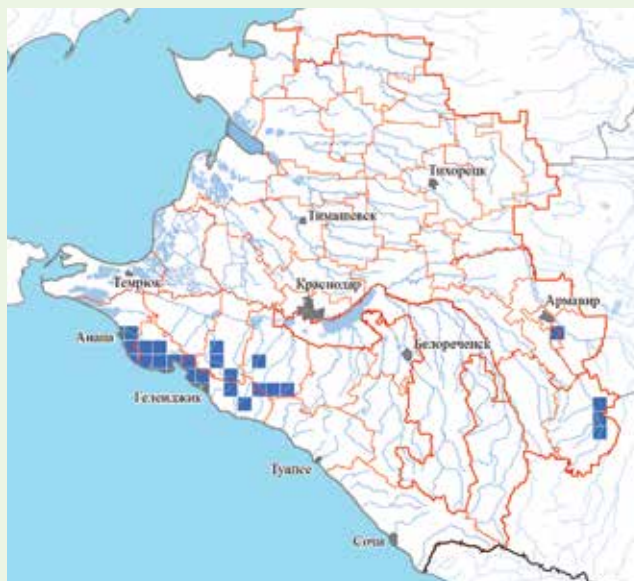 Тихорецк
Тимашевск
Темрюк
Краснодар
Армавир
Анапа
Белореченск
Геленджик
Туапсе
Сочи